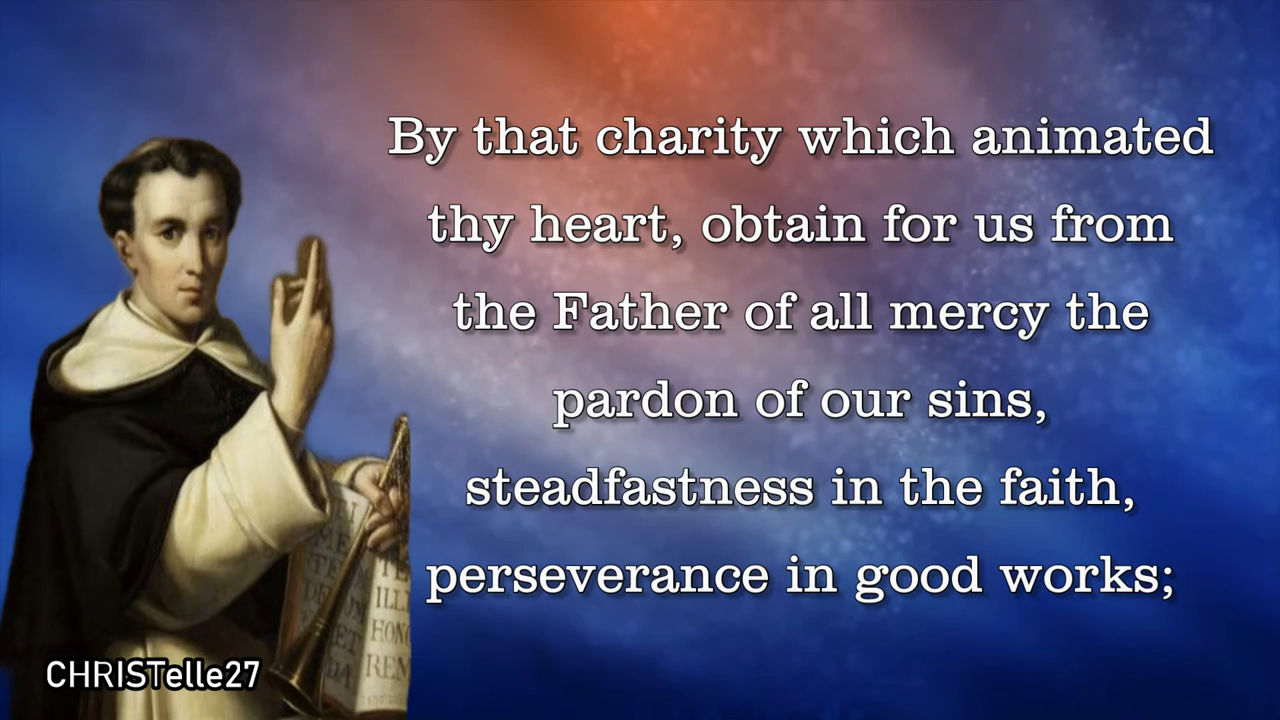 By that charity which animated
thy heart, obtain for us from
the Father of all mercy the
pardon of our sins,
steadfastness in the faith,
perseverance in good works;
CHRISTelle27
HONO